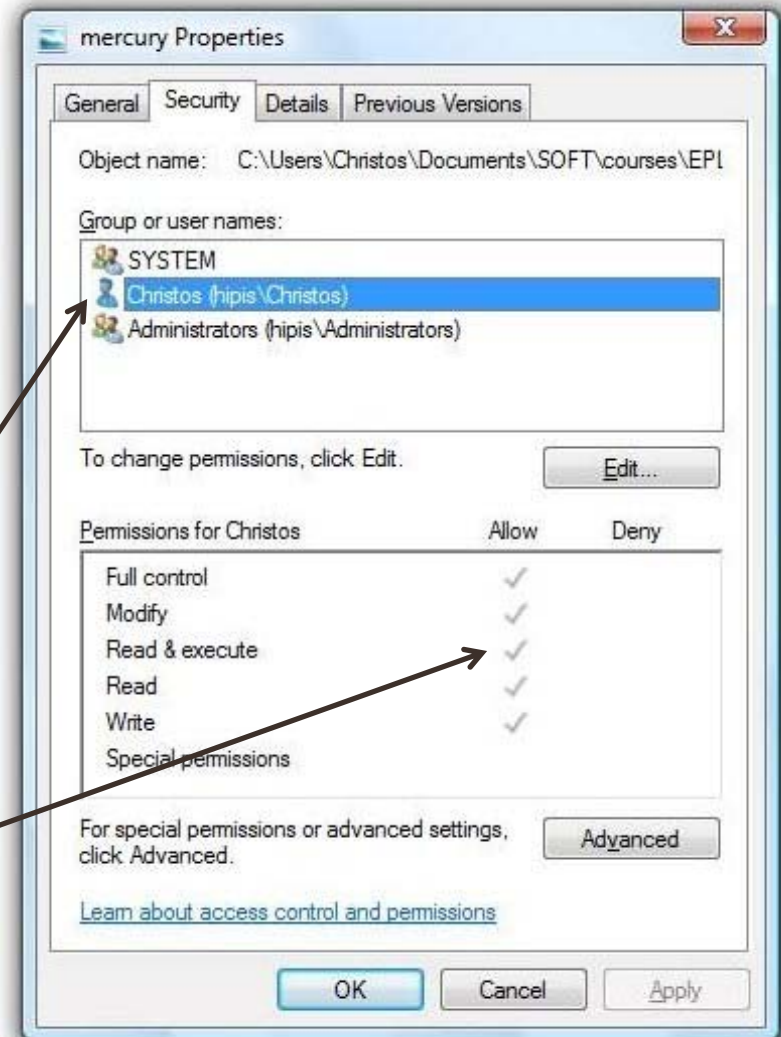 mercury Properties
General Security Details Previous Versions
Object name: C:\Users\Christos\Documents\SOFT\courses\EPL
Group or user names:
SYSTEM
Christos (hipis\Christos)
Administrators (hipis\Administrators)
To change permissions, click Edit.
Edit...
Permissions for Christos Allow Deny
Full control
Modify
Read & execute
Read
Write
Special permissions
For special permissions or advanced settings,
click Advanced.
Advanced
Learn about access control and permissions
OK Cancel Apply